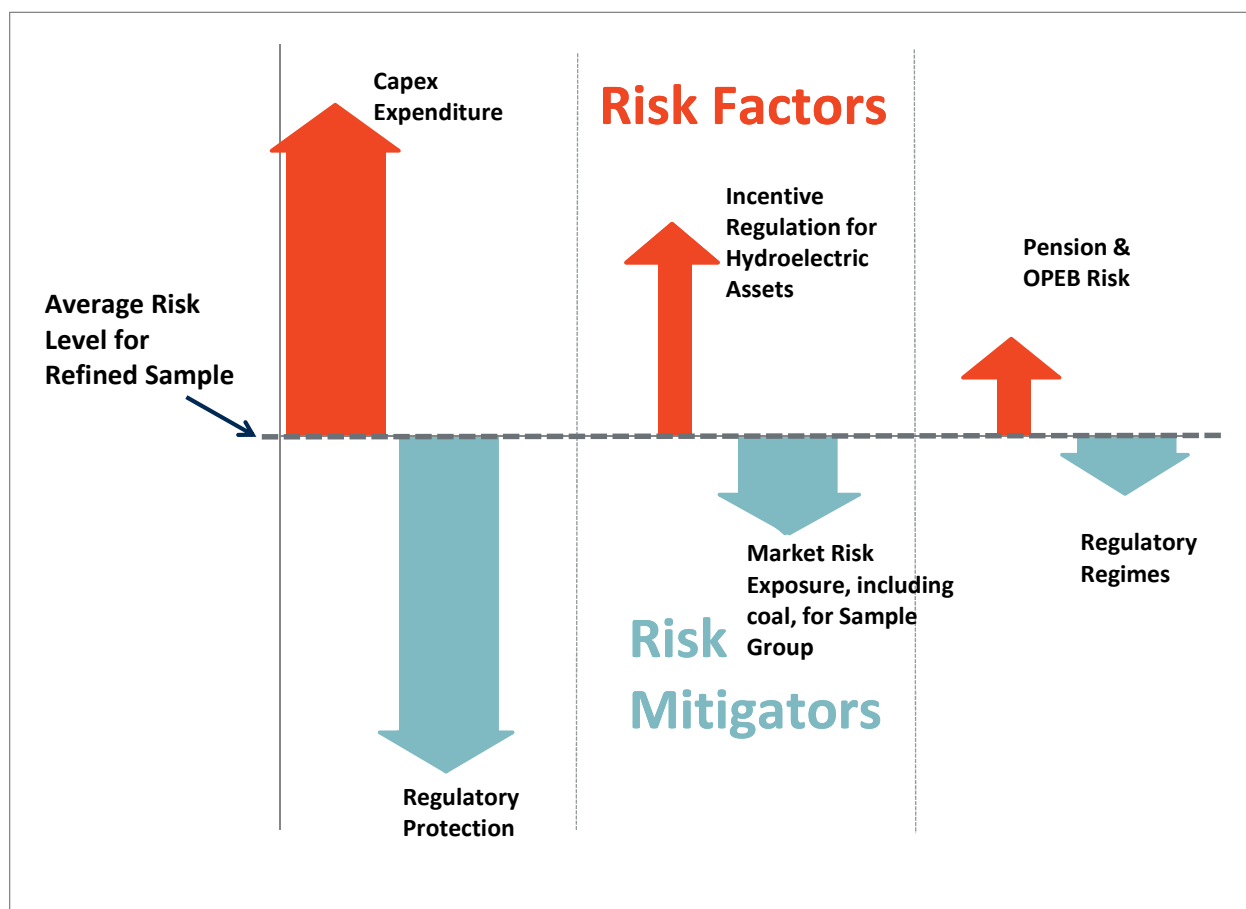 Capex
Expenditure
Risk Factors
Incentive
Regulation for
Hydroelectric
Assets
Pension &
OPEB Risk
Average Risk
Level for
Refined Sample
Market Risk
Exposure, including
coal, for Sample
Group
Regulatory
Regimes
Risk
Mitigators
Regulatory
Protection